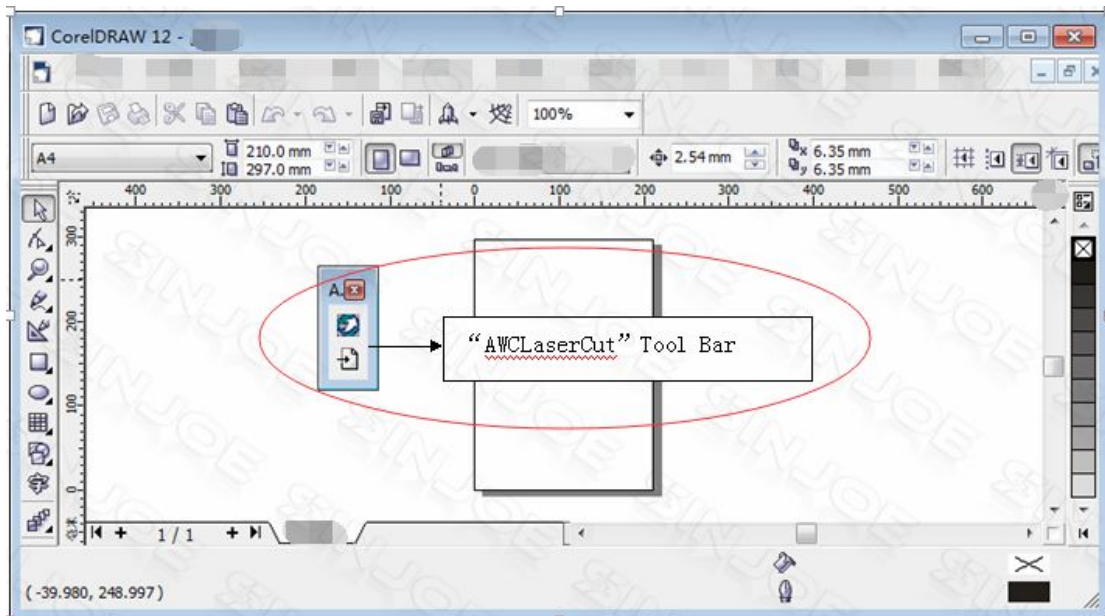 CorelDRAW 12 -
100%
A4
210.0 mm
297.0 mm
2.54 mm
x 6.35 mm
y 6.35 mm
400 300 200 100 0 100 200 300 400 500 600
300
200
100
0
A..
“AWCLaserCut” Tool Bar
1 / 1
( -39.980, 248.997 )
SINJOE